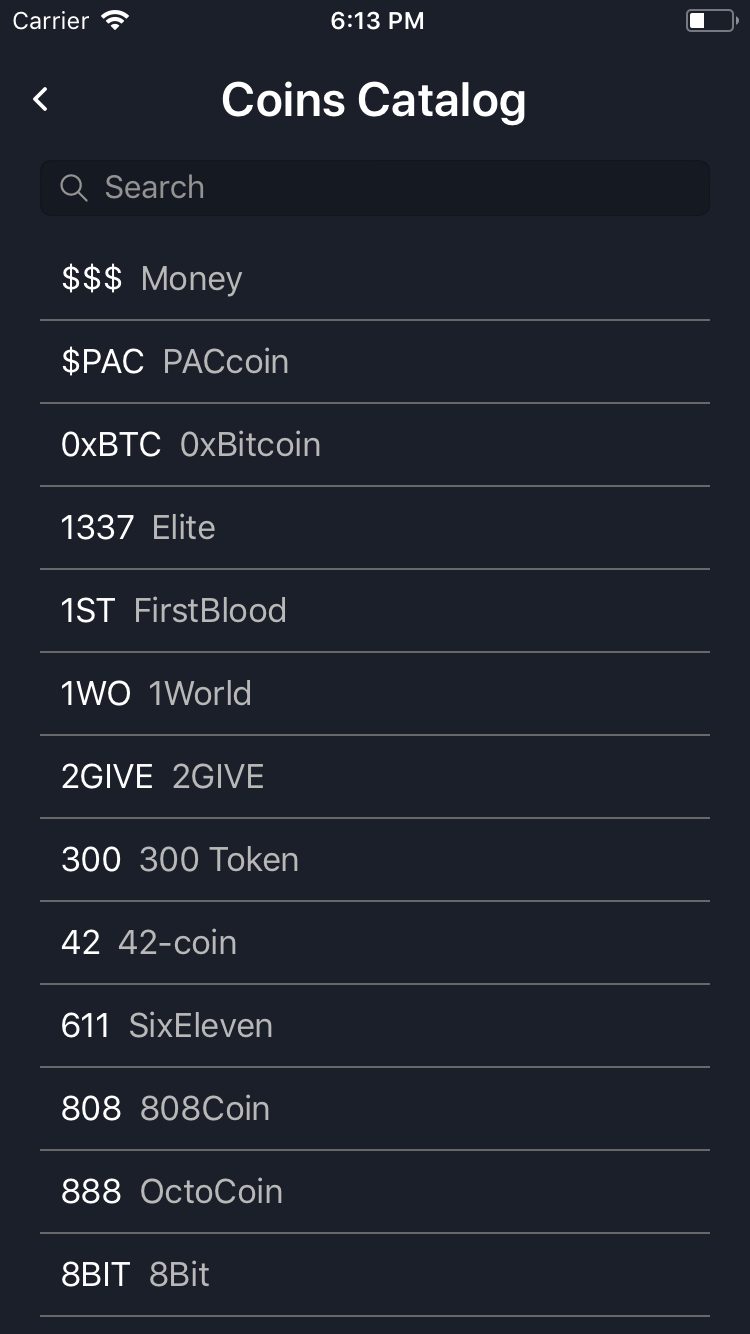 Carrier 6:13 PM
Coins Catalog
Search
$$$ Money
$PAC PACcoin
0xBTC 0xBitcoin
1337 Elite
1ST FirstBlood
1WO 1World
2GIVE 2GIVE
300 300 Token
42 42-coin
611 SixEleven
808 808Coin
888 OctoCoin
8BIT 8Bit